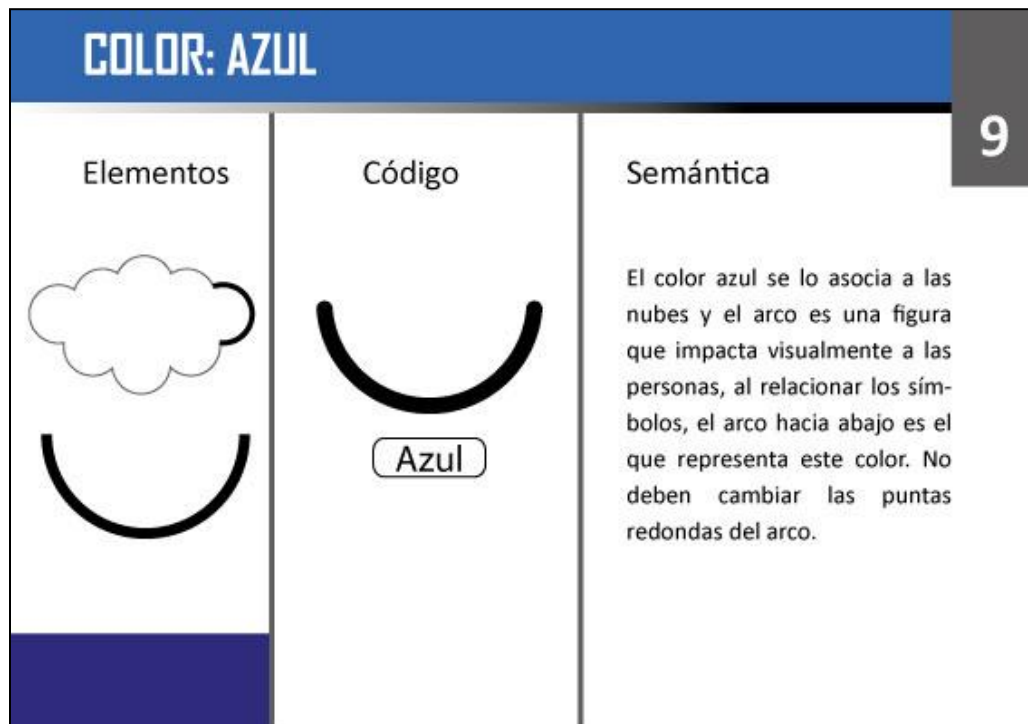 COLOR: AZUL
9
Elementos
Código
Azul
Semántica
El color azul se lo asocia a las
nubes y el arco es una figura
que impacta visualmente a las
personas, al relacionar los sím-
bolos, el arco hacia abajo es el
que representa este color. No
deben cambiar las puntas
redondas del arco.